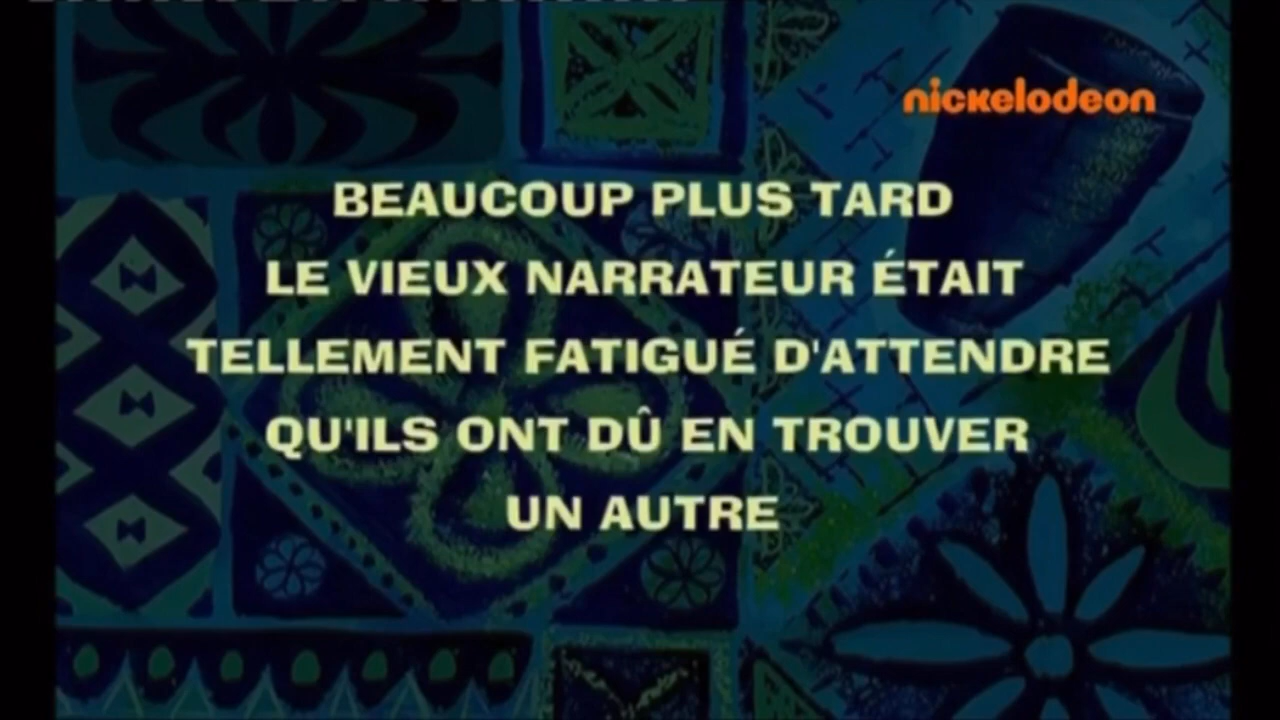 nickelodeon
BEAUCOUP PLUS TARD
LE VIEUX NARRATEUR ÉTAIT
TELLEMENT FATIGUÉ D'ATTENDRE
QU'ILS ONT DÛ EN TROUVER
UN AUTRE